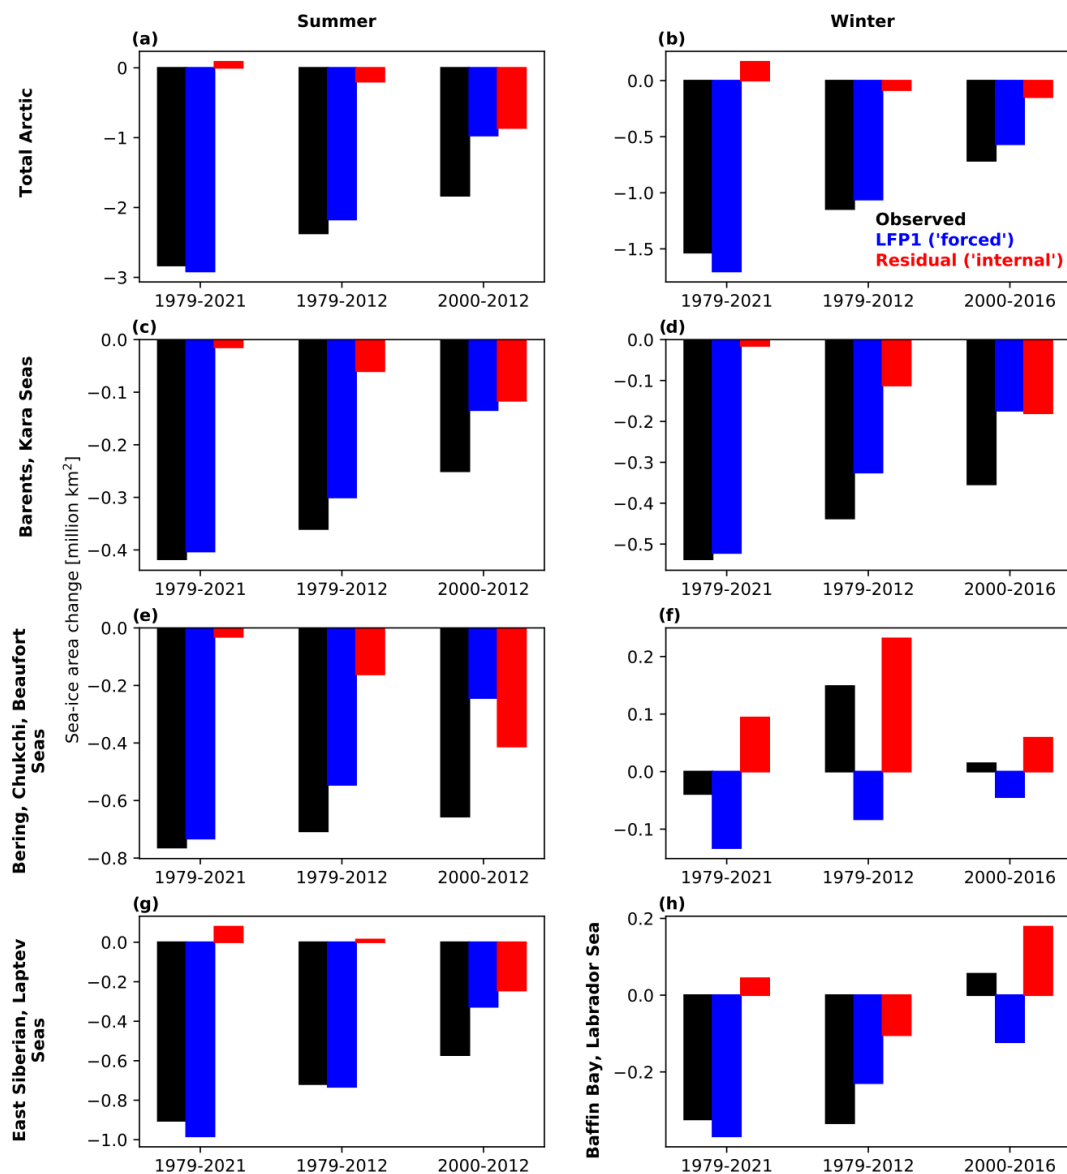 Summer
Winter
(a)
(b)
Total Arctic
0
−1
−2
−3
1979-2021
1979-2012
2000-2012
0.0
−0.5
−1.0
−1.5
Observed
LFP1 ('forced')
Residual ('internal')
1979-2021
1979-2012
2000-2016
(c)
(d)
Barents, Kara Seas
Sea-ice area change [million km²]
0.0
−0.1
−0.2
−0.3
−0.4
1979-2021
1979-2012
2000-2012
0.0
−0.1
−0.2
−0.3
−0.4
−0.5
1979-2021
1979-2012
2000-2016
(e)
(f)
Bering, Chukchi, Beaufort
Seas
0.0
−0.2
−0.4
−0.6
−0.8
1979-2021
1979-2012
2000-2012
0.2
0.1
0.0
−0.1
1979-2021
1979-2012
2000-2016
(g)
(h)
East Siberian, Laptev
Seas
0.0
−0.2
−0.4
−0.6
−0.8
−1.0
1979-2021
1979-2012
2000-2012
Baffin Bay, Labrador Sea
0.2
0.0
−0.2
1979-2021
1979-2012
2000-2016